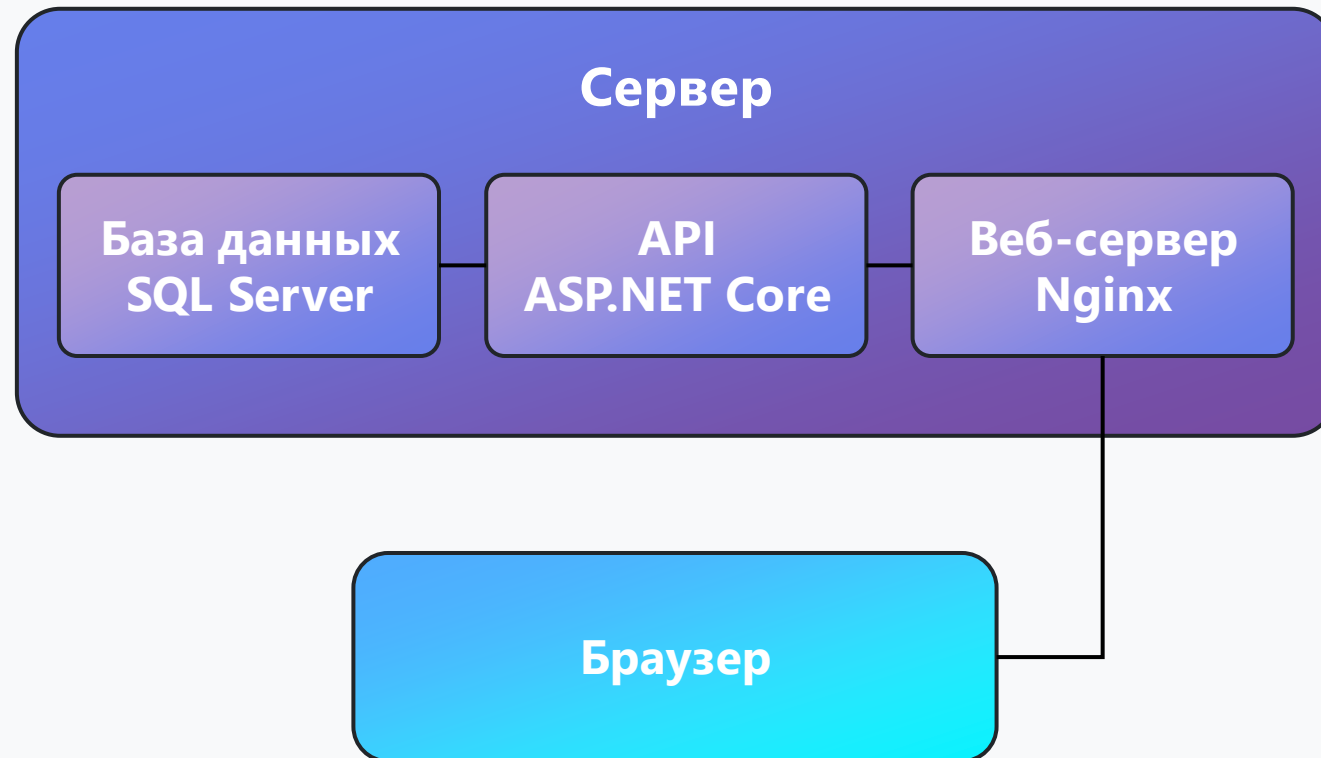 Сервер
База данных
SQL Server
API
ASP.NET Core
Веб-сервер
Nginx
Браузер